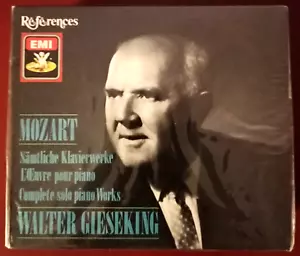 Références
EMI
MOZART
Sämtliche Klavierwerke
L'Œuvre pour piano
Complete solo piano Works
WALTER GIESEKING